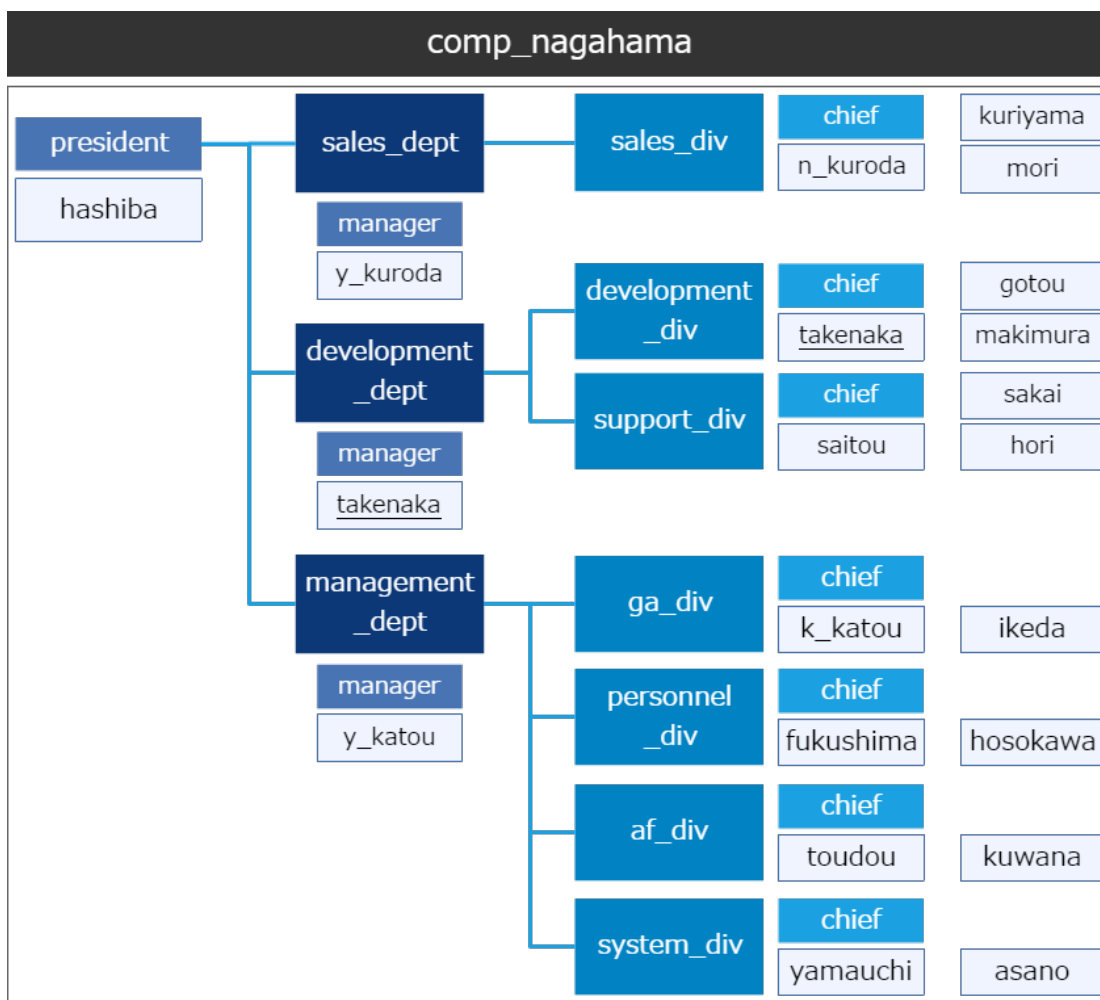 comp_nagahama
president
hashiba
sales_dept
manager
y_kuroda
sales_div
chief
n_kuroda
kuriyama
mori
development
_dept
manager
takenaka
development
_div
chief
takenaka
gotou
makimura
support_div
chief
saitou
sakai
hori
management
_dept
manager
y_katou
ga_div
chief
k_katou
ikeda
personnel
_div
chief
fukushima
hosokawa
af_div
chief
toudou
kuwana
system_div
chief
yamauchi
asano